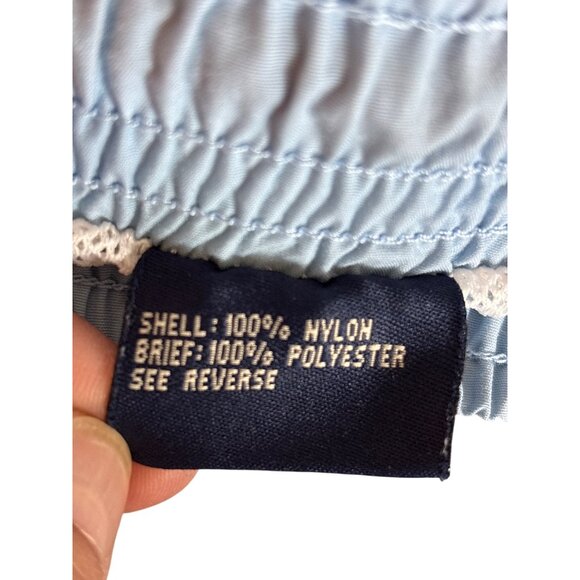 SHELL: 100% NYLON
BRIEF: 100% POLYESTER
SEE REVERSE